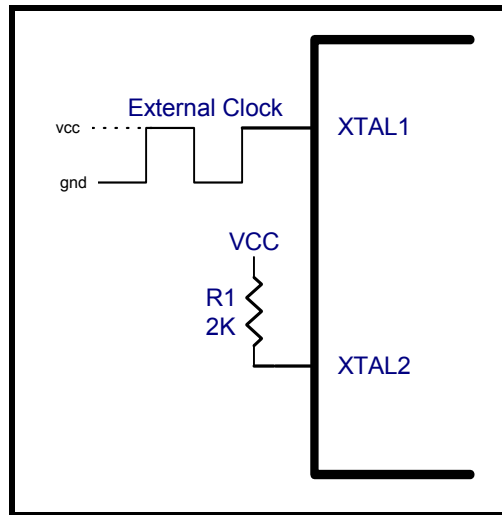 External Clock
vcc
XTAL1
gnd
VCC
R1
2K
XTAL2